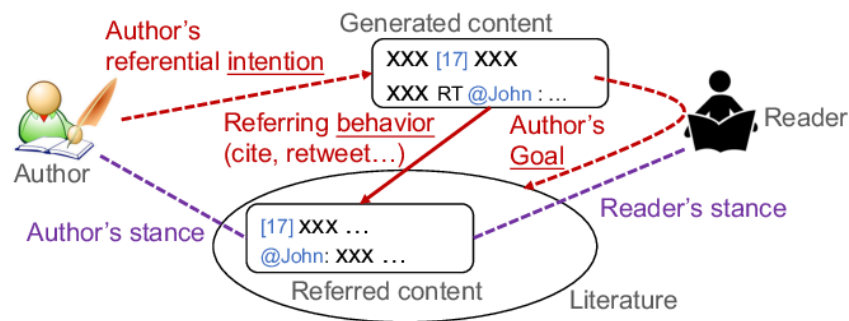 Generated content
Author's
referential intention
XXX [17] XXX
XXX RT @John : ...
Referring behavior
(cite, retweet...)
Author's
Goal
Reader
Author
Author's stance
Reader's stance
[17] XXX ...
@John: XXX ...
Referred content
Literature